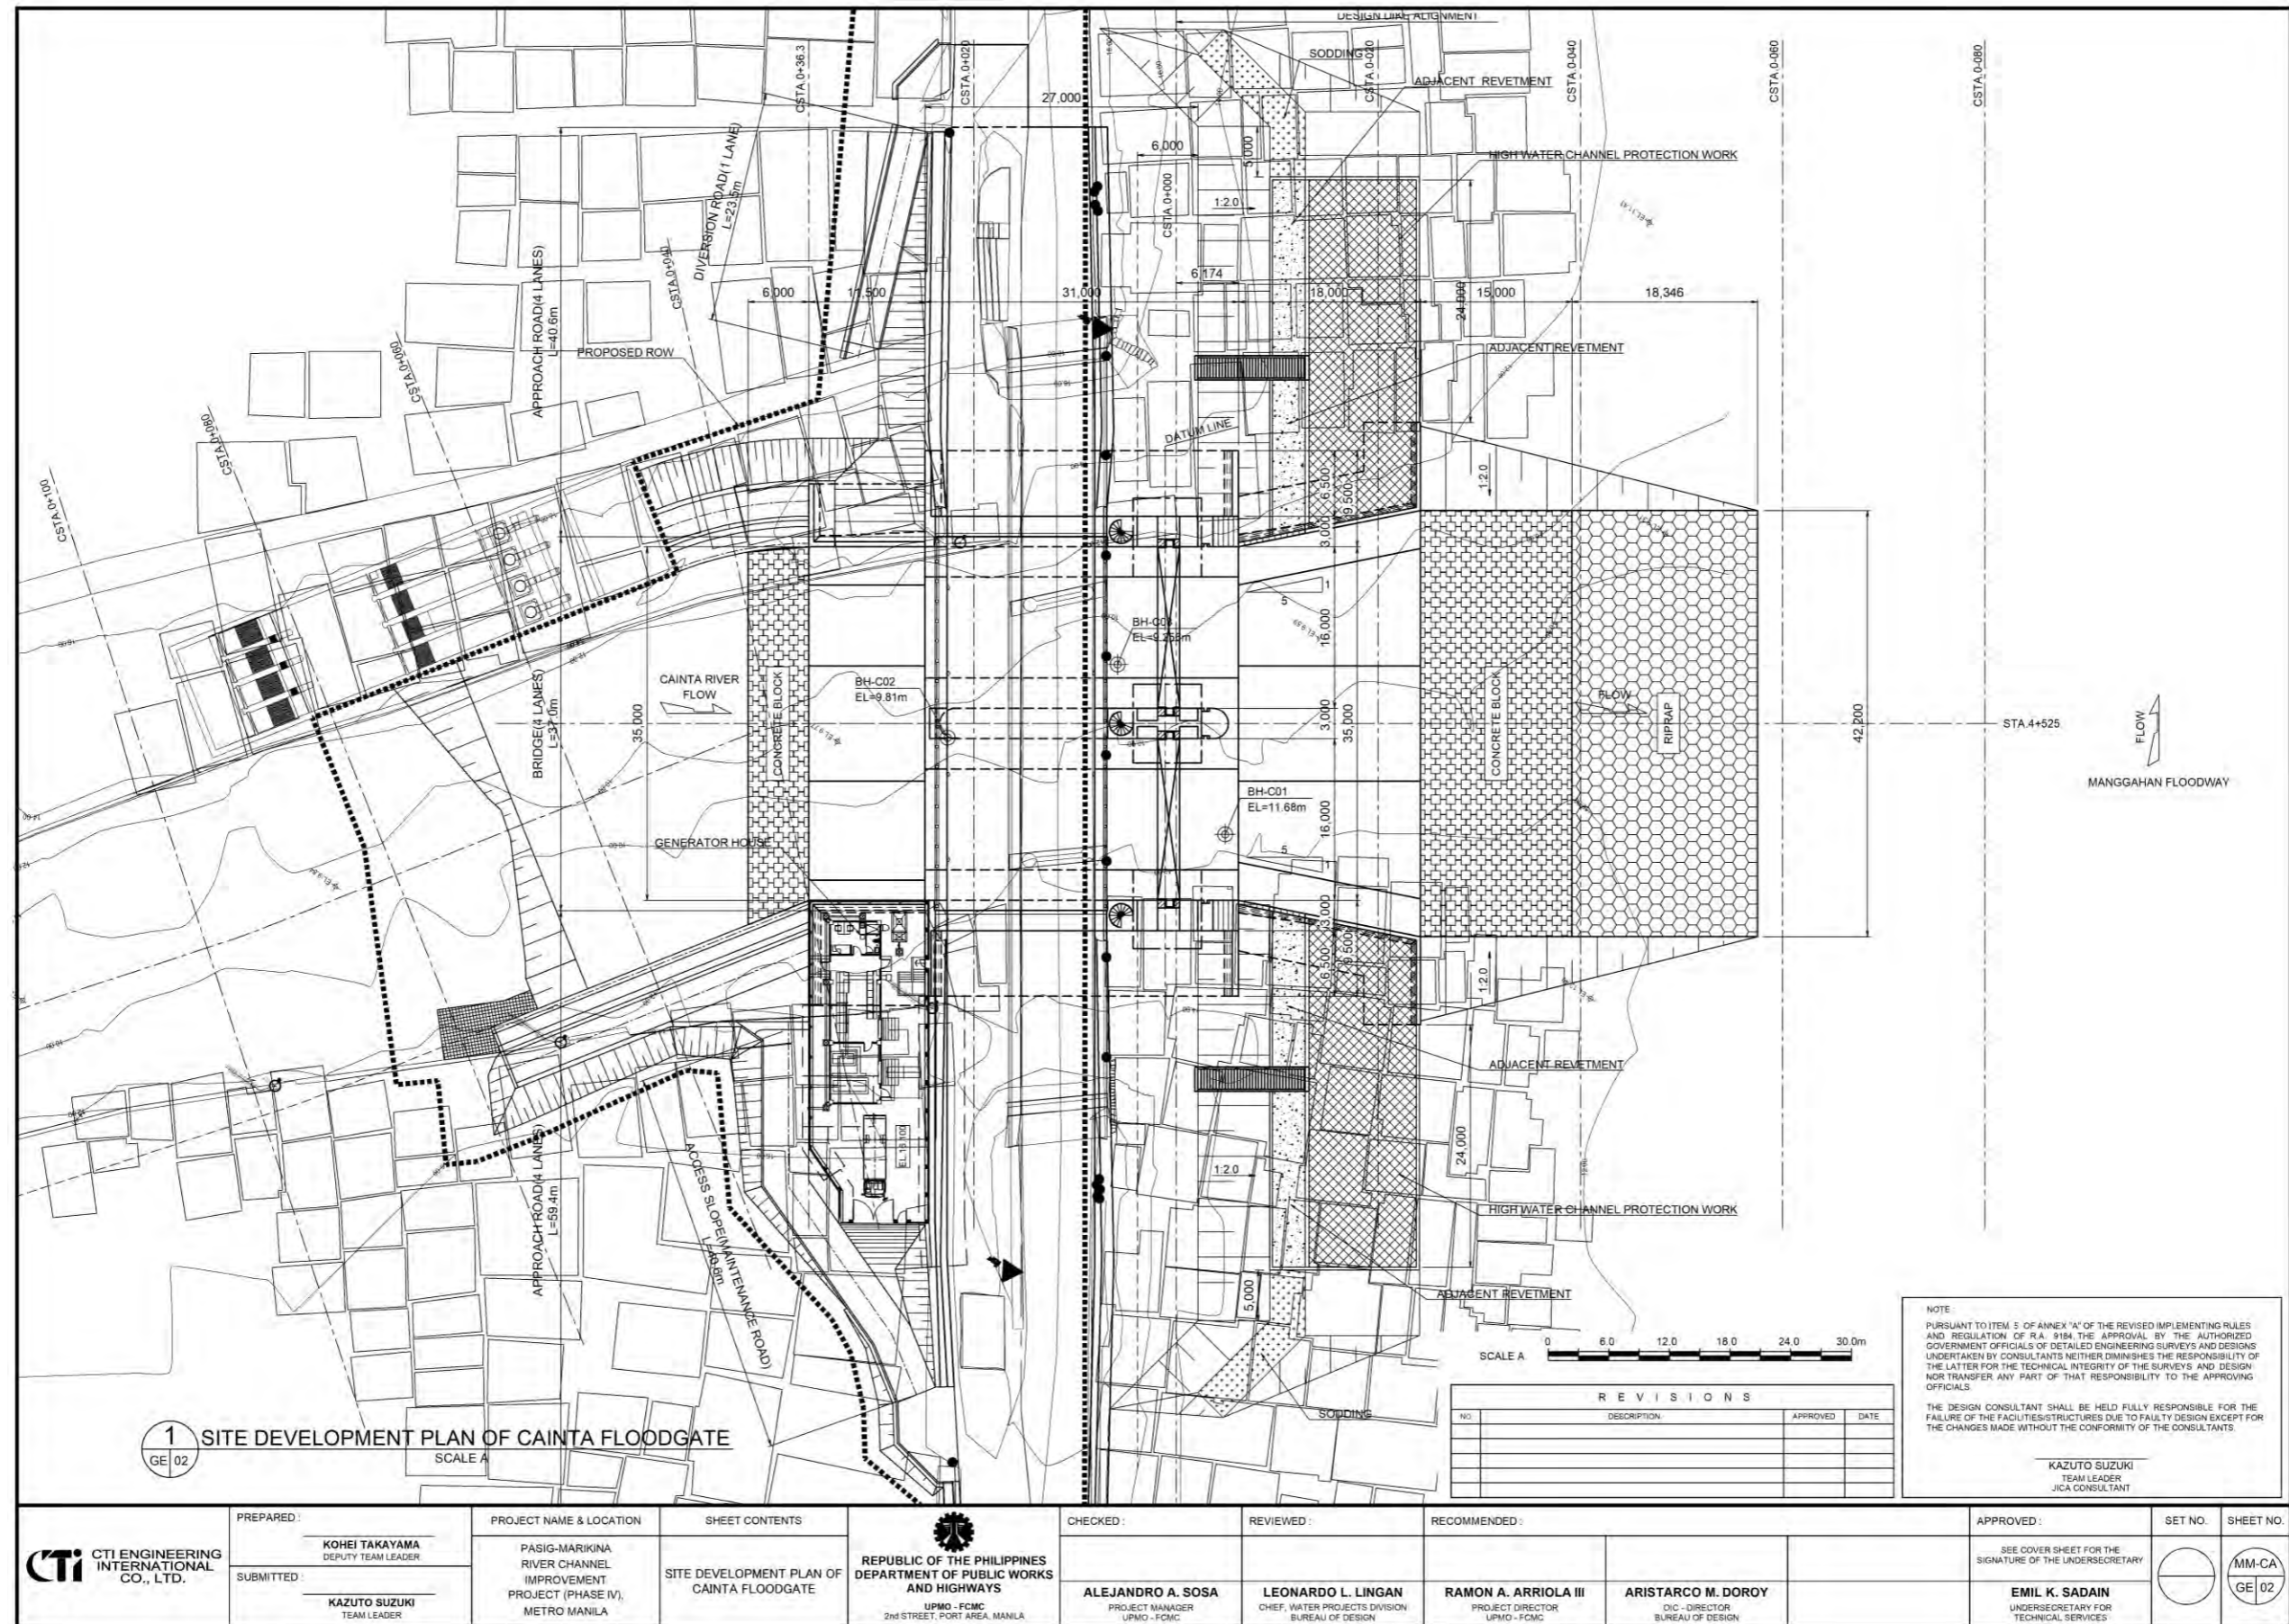 DESIGN DIKE ALIGNMENT
SODDING
ADJACENT REVETMENT
CSTA.0+36.3
CSTA.0+020
CSTA.0-020
CSTA.0-040
CSTA.0-060
CSTA.0-080
27,000
6,000
5,000
HIGH WATER CHANNEL PROTECTION WORK
DIVERSION ROAD(1 LANE)
L=23.5m
CSTA.0+000
1:2.0
APPROACH ROAD(4 LANES)
L=40.6m
CSTA.0+040
6,174
6,000
11,500
31,000
18,000
15,000
18,346
24,000
PROPOSED ROW
ADJACENT REVETMENT
CSTA.0+060
CSTA.0+080
CSTA.0+100
DATUM LINE
6,500
9,500
3,000
1:2.0
1
5
16,000
BH-C02
EL=9.81m
CAINTA RIVER
FLOW
CONCRETE BLOCK
35,000
BRIDGE(4 LANES)
L=37.0m
3,000
35,000
CONCRETE BLOCK
FLOW
RIPRAP
42,200
STA.4+525
FLOW
MANGGAHAN FLOODWAY
BH-C01
EL=11.68m
16,000
5
1
GENERATOR HOUSE
3,000
6,500
9,500
1:2.0
ADJACENT REVETMENT
1:2.0
24,000
HIGH WATER CHANNEL PROTECTION WORK
APPROACH ROAD(4 LANES)
L=59.4m
ACCESS SLOPE(MAINTENANCE ROAD)
5,000
ADJACENT REVETMENT
SODDING
SCALE A
0 6.0 12.0 18.0 24.0 30.0m
1
GE 02
SITE DEVELOPMENT PLAN OF CAINTA FLOODGATE
SCALE A
REVISIONS
NO. DESCRIPTION APPROVED DATE
NOTE
PURSUANT TO ITEM 5 OF ANNEX "A" OF THE REVISED IMPLEMENTING RULES
AND REGULATION OF R.A. 9184, THE APPROVAL BY THE AUTHORIZED
GOVERNMENT OFFICIALS OF DETAILED ENGINEERING SURVEYS AND DESIGNS
UNDERTAKEN BY CONSULTANTS NEITHER DIMINISHES THE RESPONSIBILITY OF
THE LATTER FOR THE TECHNICAL INTEGRITY OF THE SURVEYS AND DESIGN
NOR TRANSFER ANY PART OF THAT RESPONSIBILITY TO THE APPROVING
OFFICIALS.
THE DESIGN CONSULTANT SHALL BE HELD FULLY RESPONSIBLE FOR THE
FAILURE OF THE FACILITIES/STRUCTURES DUE TO FAULTY DESIGN EXCEPT FOR
THE CHANGES MADE WITHOUT THE CONFORMITY OF THE CONSULTANTS.
KAZUTO SUZUKI
TEAM LEADER
JICA CONSULTANT
CTi
CTI ENGINEERING
INTERNATIONAL
CO., LTD.
PREPARED :
KOHEI TAKAYAMA
DEPUTY TEAM LEADER
SUBMITTED :
KAZUTO SUZUKI
TEAM LEADER
PROJECT NAME & LOCATION
PASIG-MARIKINA
RIVER CHANNEL
IMPROVEMENT
PROJECT (PHASE IV),
METRO MANILA
SHEET CONTENTS
SITE DEVELOPMENT PLAN OF
CAINTA FLOODGATE
REPUBLIC OF THE PHILIPPINES
DEPARTMENT OF PUBLIC WORKS
AND HIGHWAYS
UPMO - FCMC
2nd STREET, PORT AREA, MANILA
CHECKED :
ALEJANDRO A. SOSA
PROJECT MANAGER
UPMO - FCMC
REVIEWED :
LEONARDO L. LINGAN
CHIEF, WATER PROJECTS DIVISION
BUREAU OF DESIGN
RECOMMENDED :
RAMON A. ARRIOLA III
PROJECT DIRECTOR
UPMO - FCMC
ARISTARCO M. DOROY
OIC - DIRECTOR
BUREAU OF DESIGN
APPROVED :
SEE COVER SHEET FOR THE
SIGNATURE OF THE UNDERSECRETARY
EMIL K. SADAIN
UNDERSECRETARY FOR
TECHNICAL SERVICES
SET NO.
SHEET NO.
MM-CA
GE 02